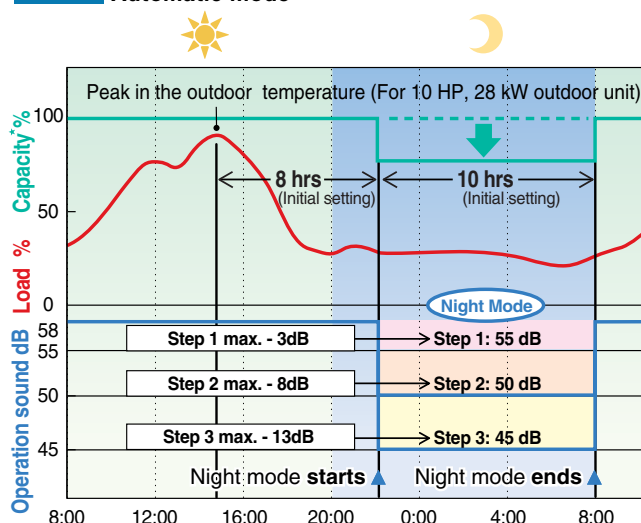 Automatic mode
Peak in the outdoor temperature (For 10 HP, 28 kW outdoor unit)
Capacity*%
Load %
100
50
0
8 hrs
(Initial setting)
10 hrs
(Initial setting)
Night Mode
Operation sound dB
58
55
50
45
Step 1 max. - 3dB
Step 1: 55 dB
Step 2 max. - 8dB
Step 2: 50 dB
Step 3 max. - 13dB
Step 3: 45 dB
Night mode starts
Night mode ends
8:00 12:00 16:00 20:00 0:00 4:00 8:00